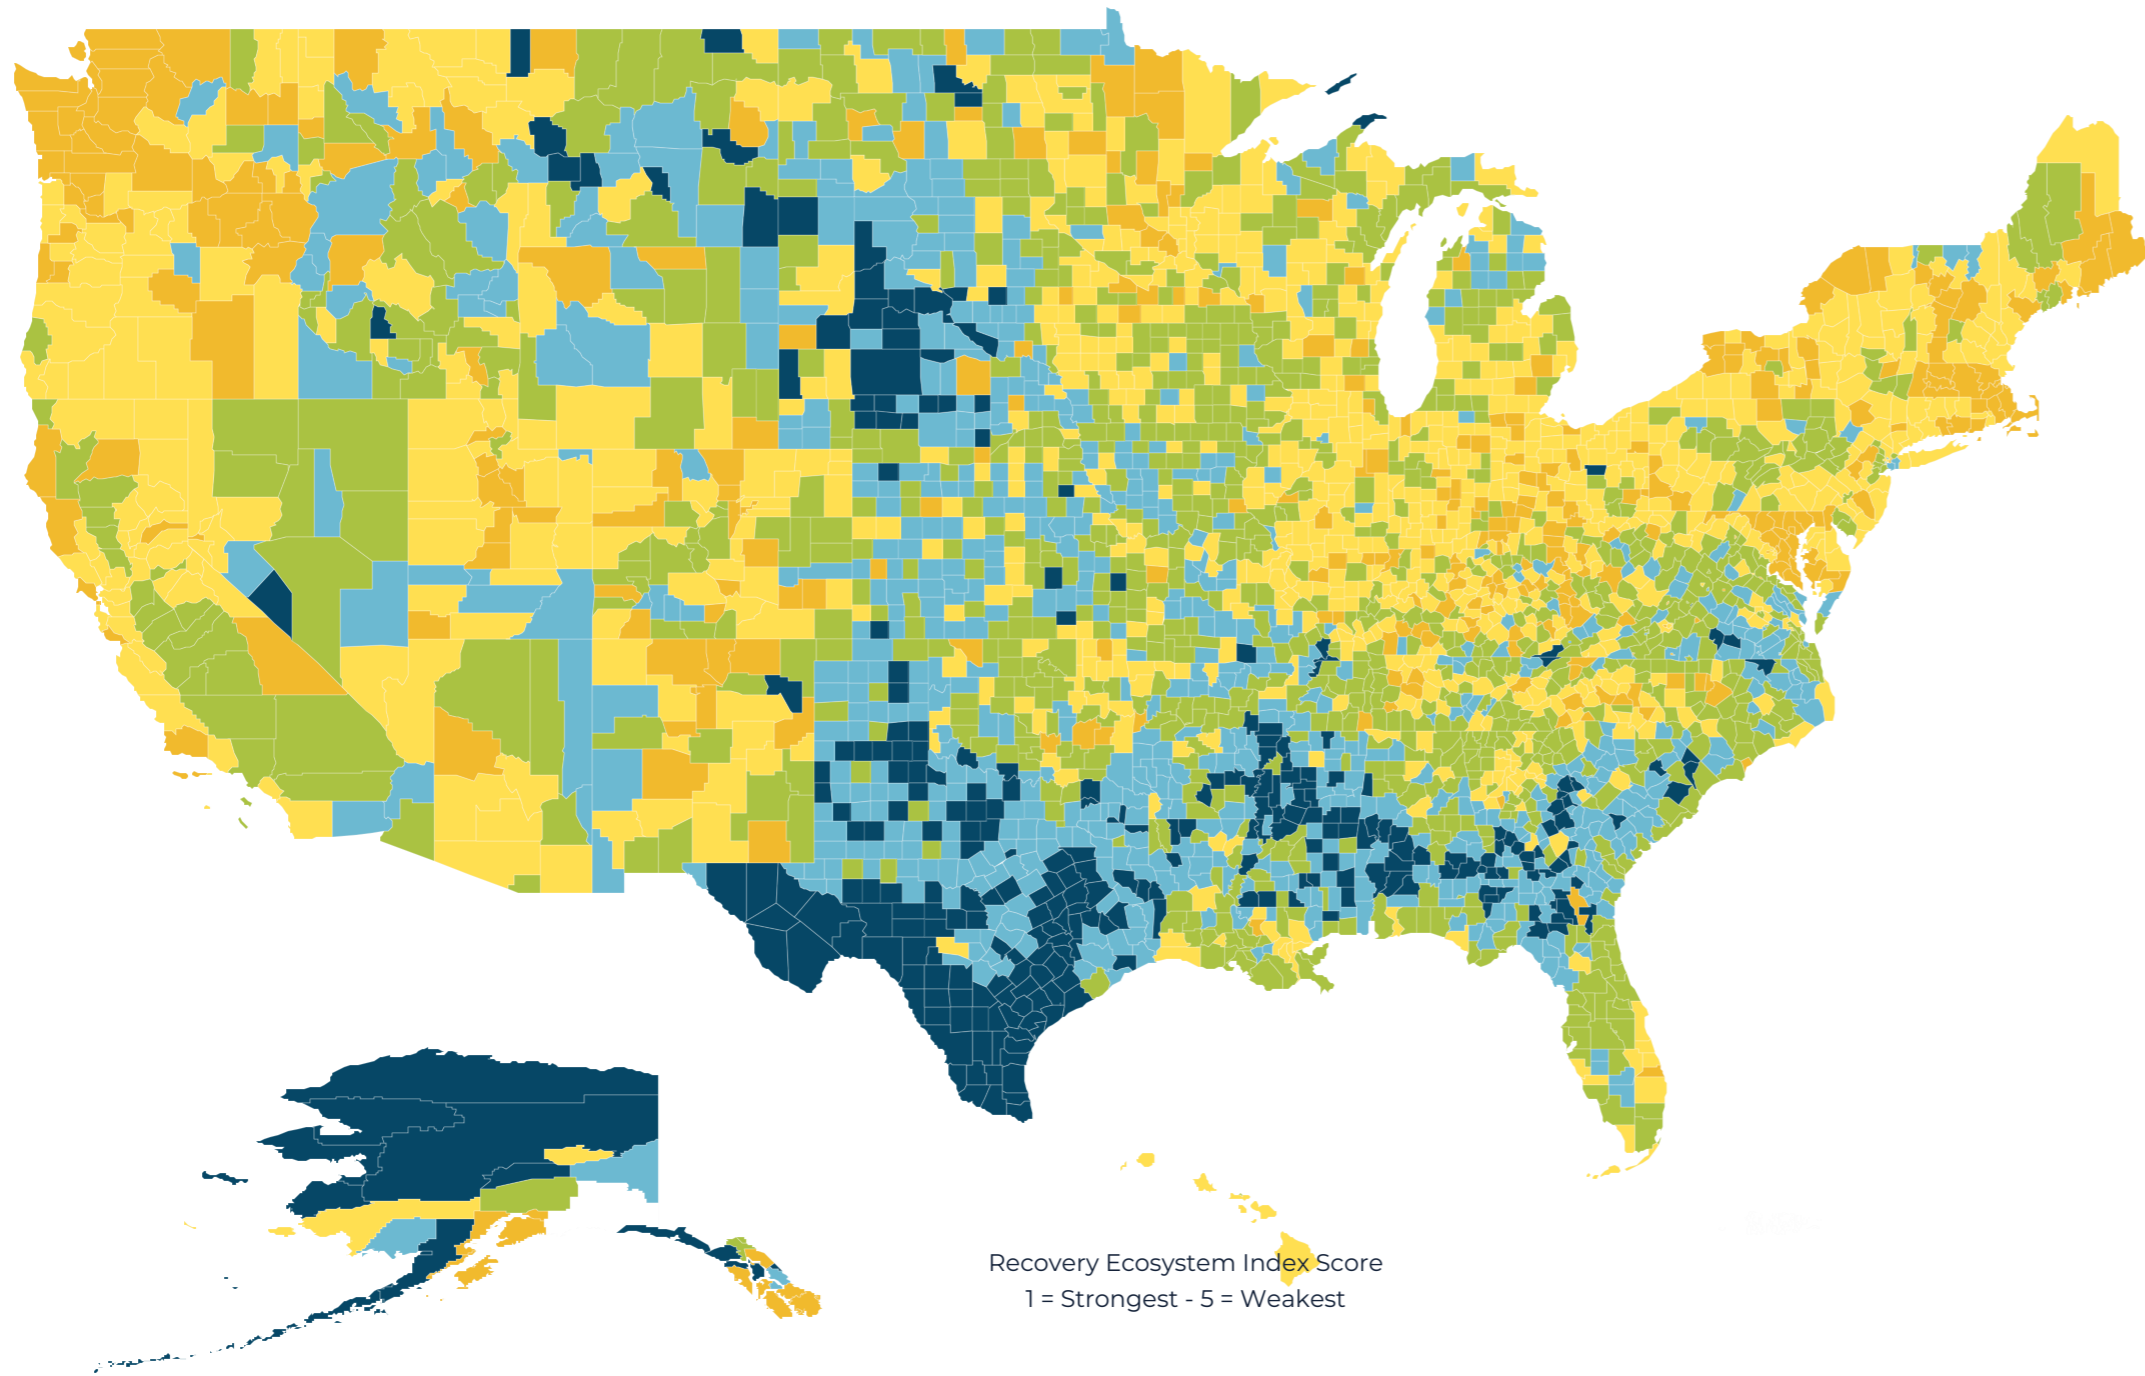 Recovery Ecosystem Index Score
1 = Strongest - 5 = Weakest